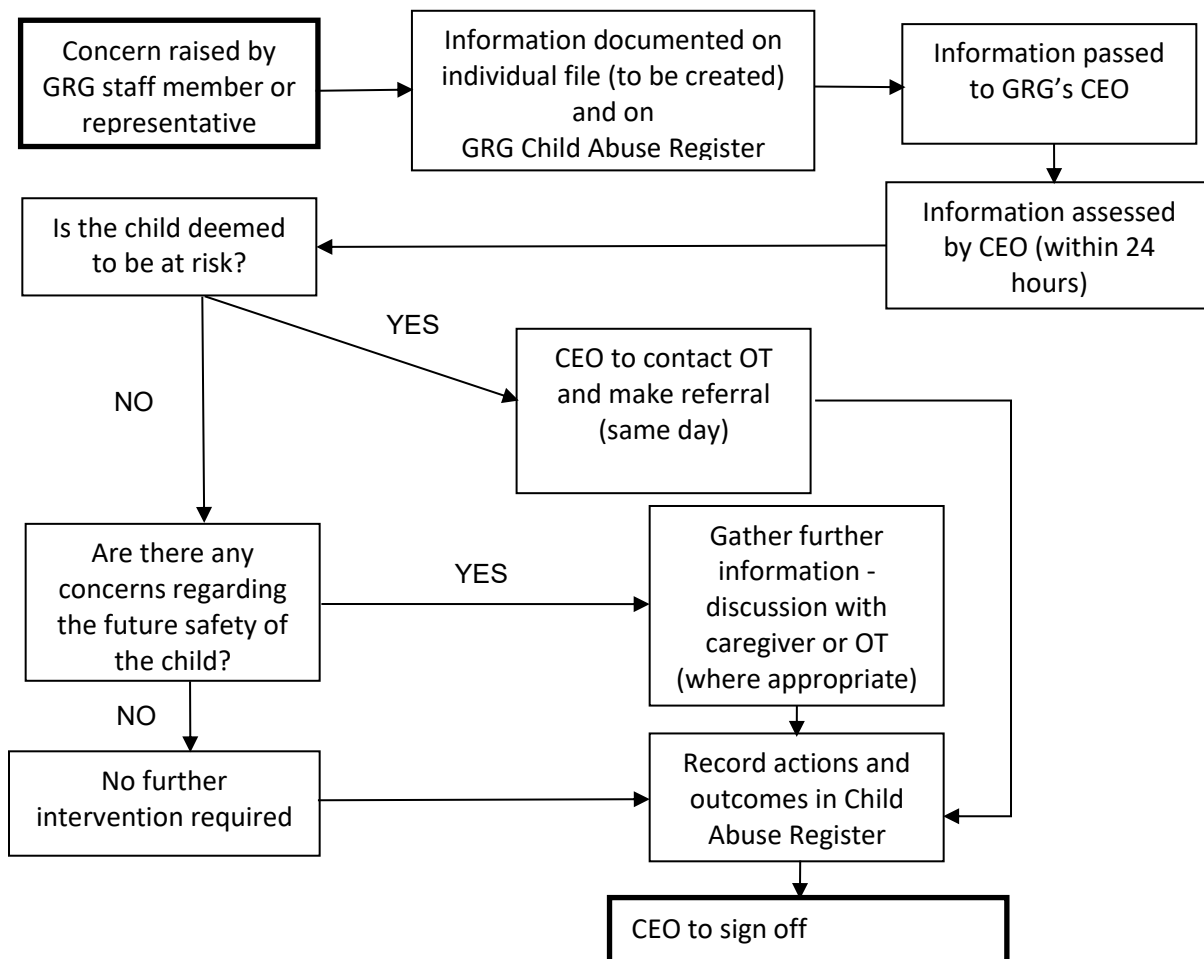 Concern raised by
GRG staff member or
representative
Information documented on
individual file (to be created)
and on
GRG Child Abuse Register
Information passed
to GRG’s CEO
Is the child deemed
to be at risk?
Information assessed
by CEO (within 24
hours)
YES
CEO to contact OT
and make referral
(same day)
NO
Are there any
concerns regarding
the future safety of
the child?
YES
Gather further
information -
discussion with
caregiver or OT
(where appropriate)
NO
No further
intervention required
Record actions and
outcomes in Child
Abuse Register
CEO to sign off